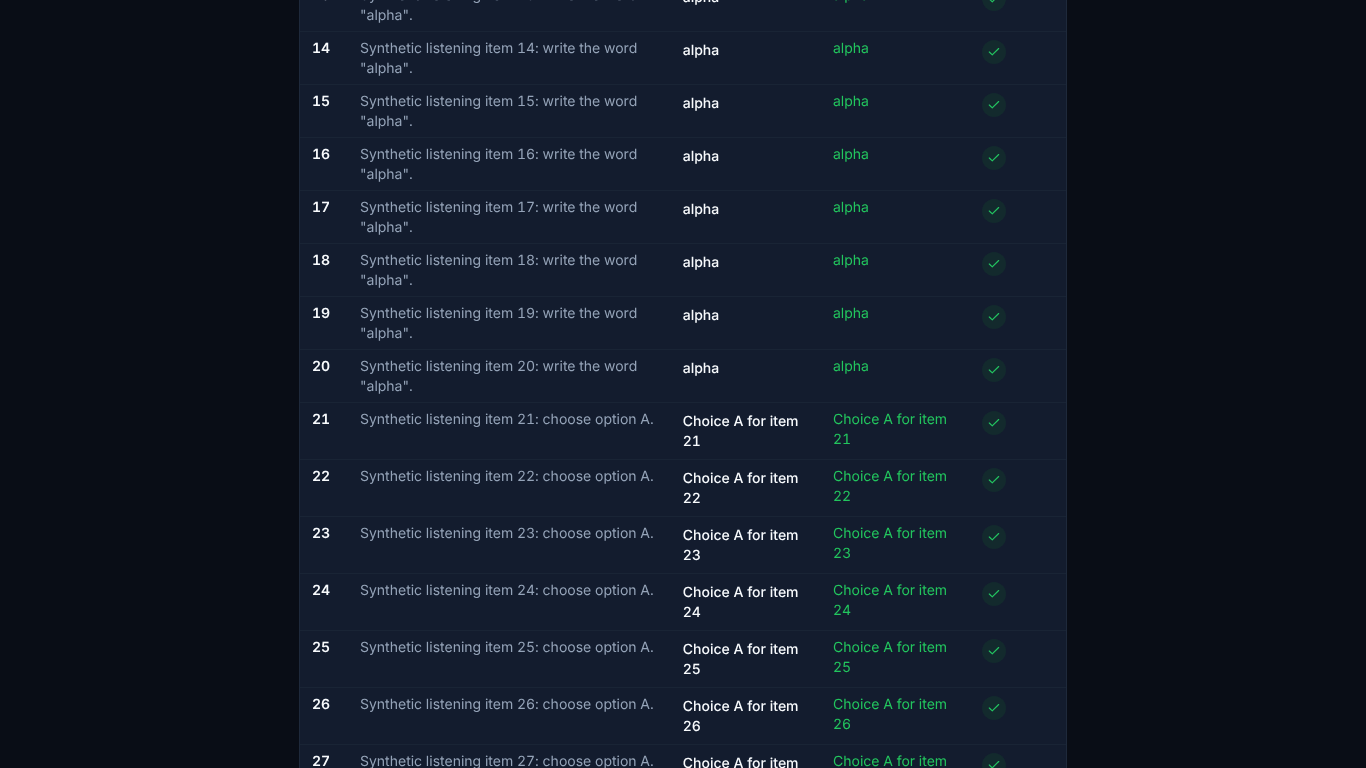 "alpha".
alpha
alpha
14 Synthetic listening item 14: write the word alpha alpha
"alpha".
15 Synthetic listening item 15: write the word alpha alpha
"alpha".
16 Synthetic listening item 16: write the word alpha alpha
"alpha".
17 Synthetic listening item 17: write the word alpha alpha
"alpha".
18 Synthetic listening item 18: write the word alpha alpha
"alpha".
19 Synthetic listening item 19: write the word alpha alpha
"alpha".
20 Synthetic listening item 20: write the word alpha alpha
"alpha".
21 Synthetic listening item 21: choose option A. Choice A for item Choice A for item
21 21
22 Synthetic listening item 22: choose option A. Choice A for item Choice A for item
22 22
23 Synthetic listening item 23: choose option A. Choice A for item Choice A for item
23 23
24 Synthetic listening item 24: choose option A. Choice A for item Choice A for item
24 24
25 Synthetic listening item 25: choose option A. Choice A for item Choice A for item
25 25
26 Synthetic listening item 26: choose option A. Choice A for item Choice A for item
26 26
27 Synthetic listening item 27: choose option A. Choice A for item Choice A for item